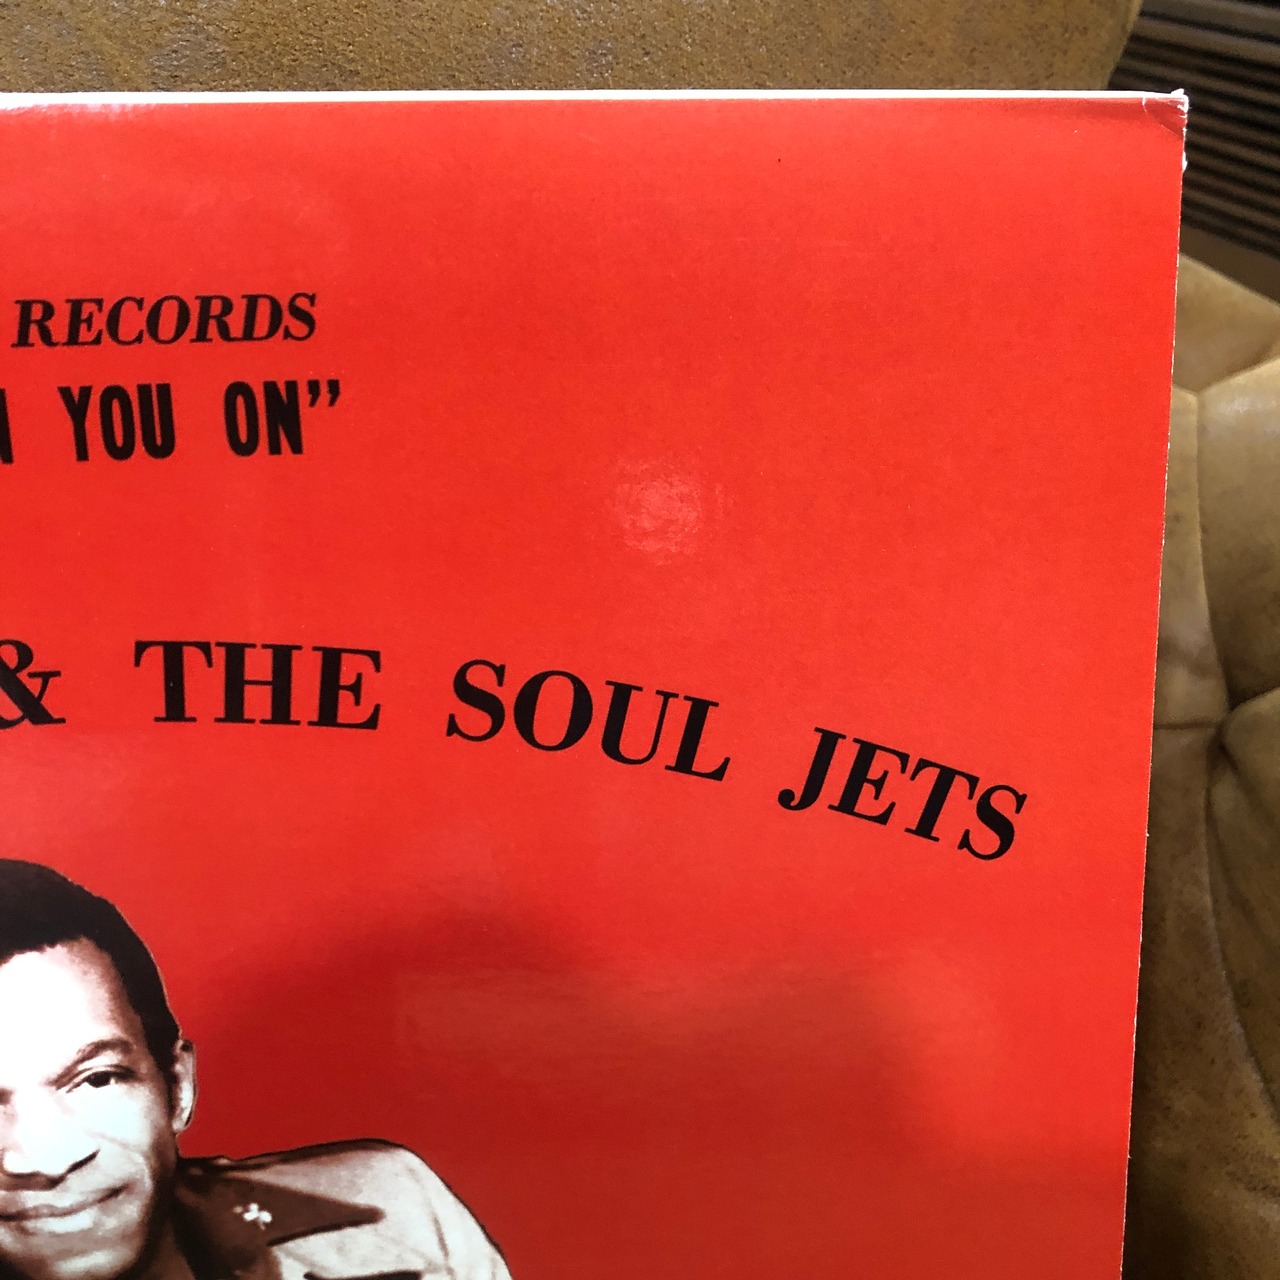 RECORDS
YOU ON”
& THE SOUL JETS